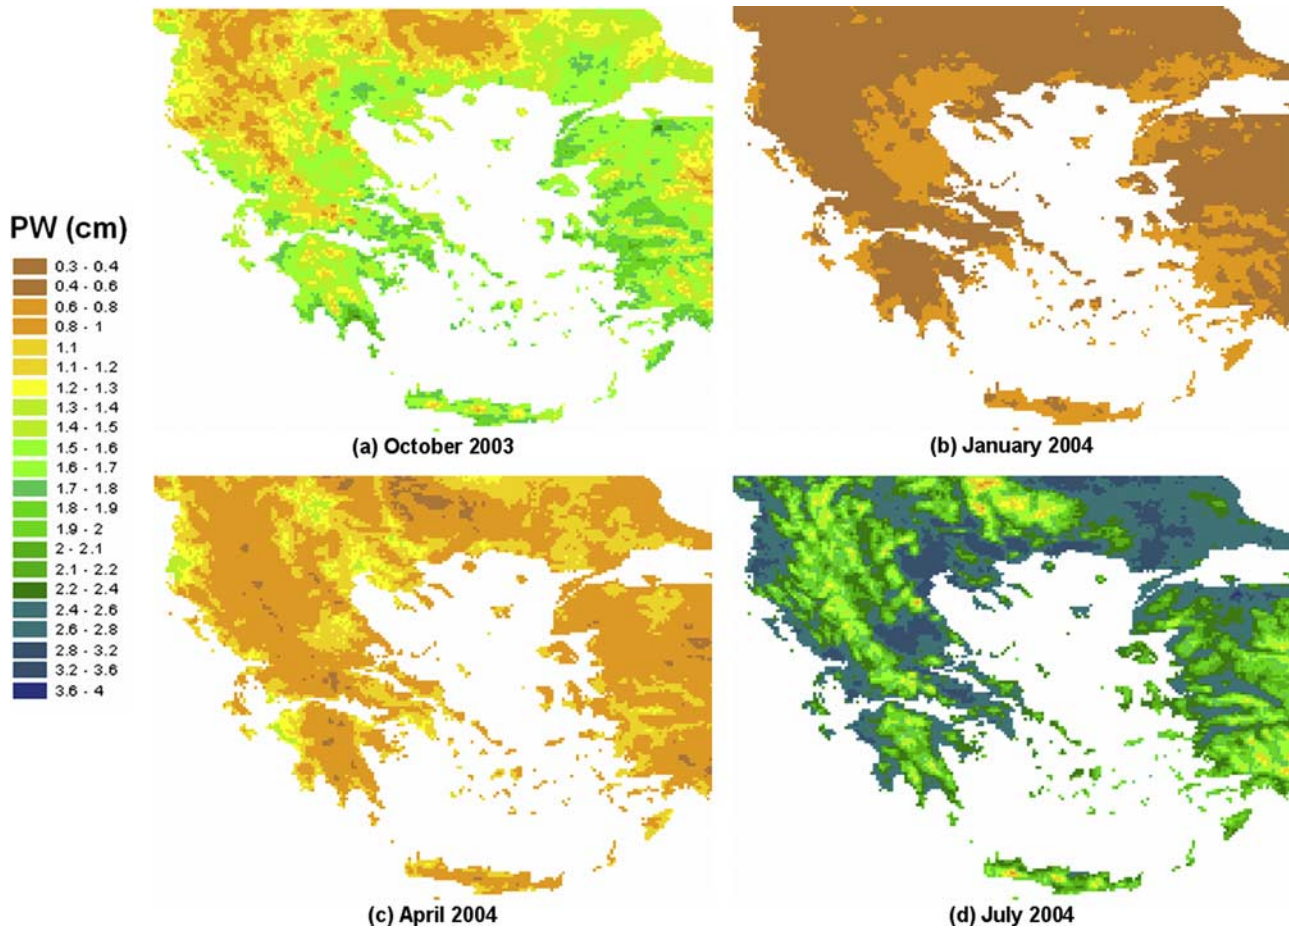 PW (cm)
0.3 - 0.4
0.4 - 0.6
0.6 - 0.8
0.8 - 1
1.1
1.1 - 1.2
1.2 - 1.3
1.3 - 1.4
1.4 - 1.5
1.5 - 1.6
1.6 - 1.7
1.7 - 1.8
1.8 - 1.9
1.9 - 2
2 - 2.1
2.1 - 2.2
2.2 - 2.4
2.4 - 2.6
2.6 - 2.8
2.8 - 3.2
3.2 - 3.6
3.6 - 4
(a) October 2003
(b) January 2004
(c) April 2004
(d) July 2004